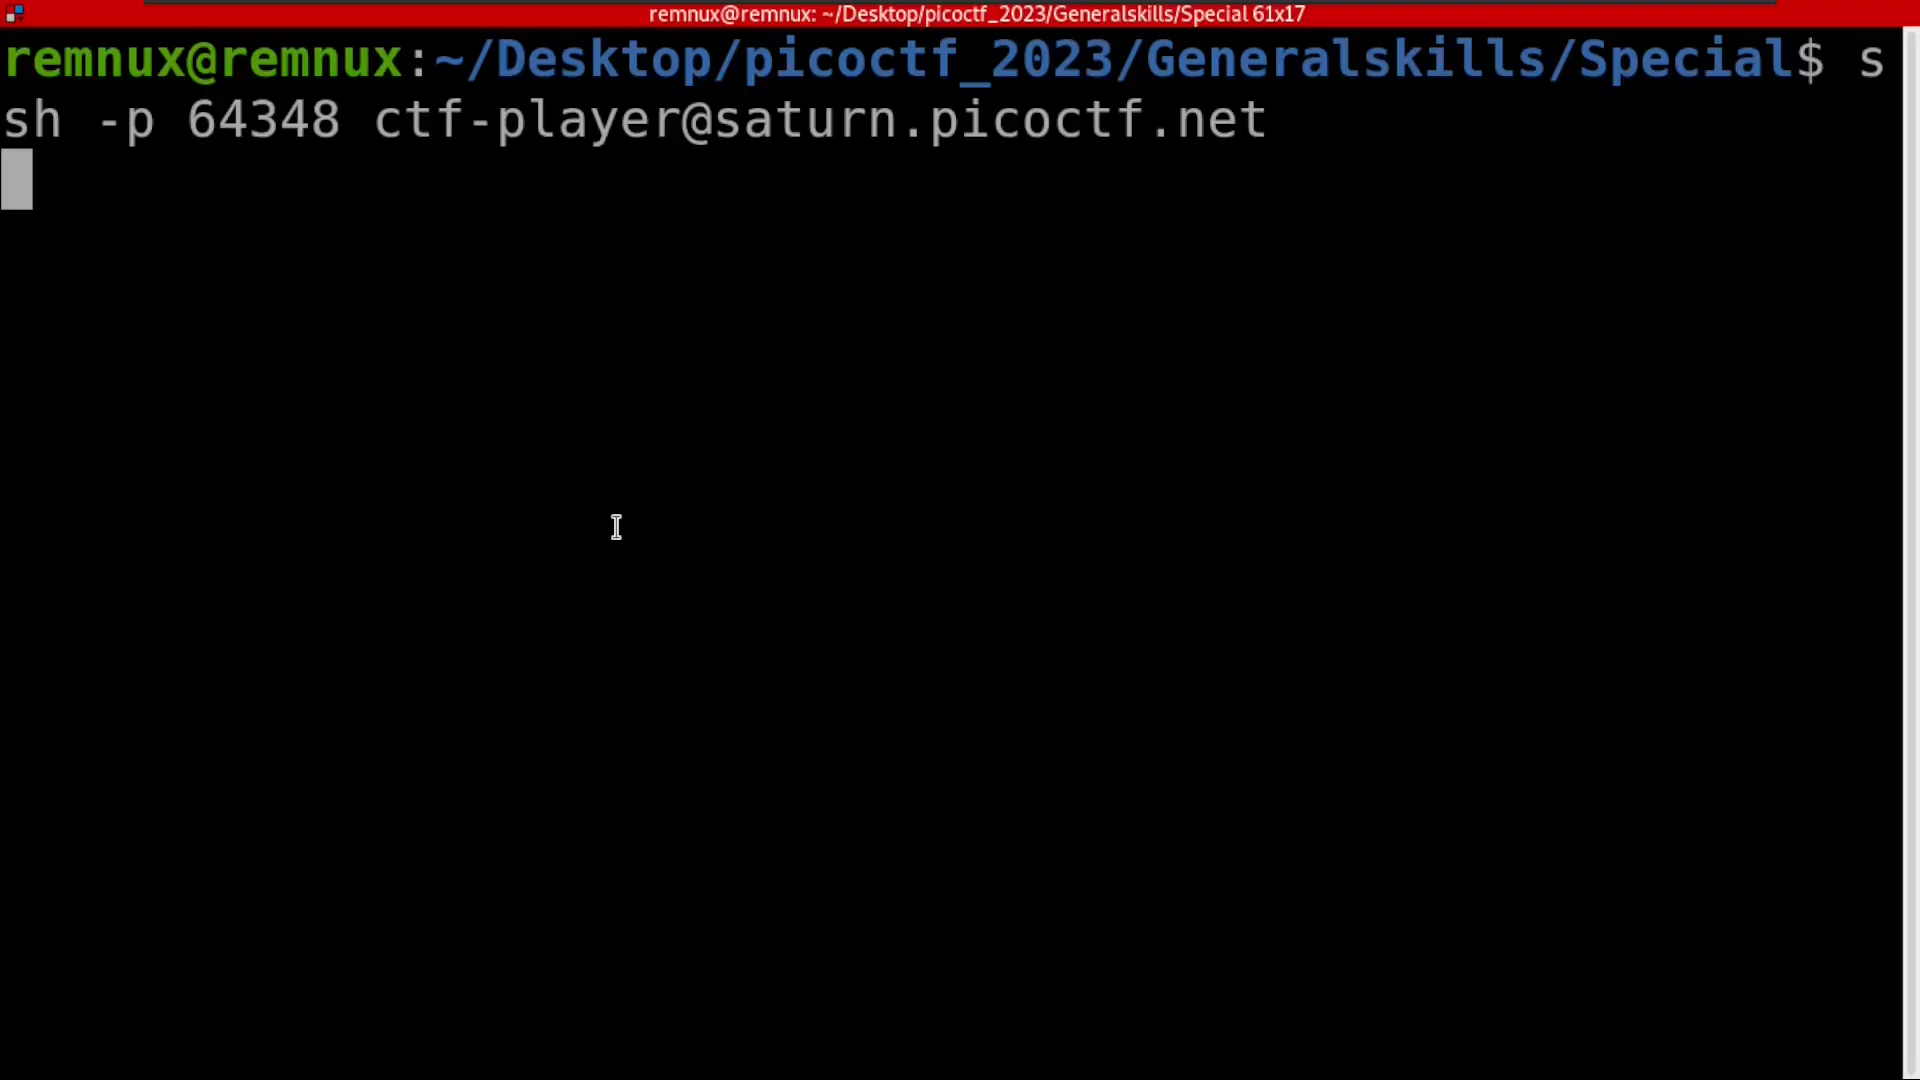 remnux@remnux: ~/Desktop/picoctf_2023/Generalskills/Special 61x17
remnux@remnux:~/Desktop/picoctf_2023/Generalskills/Special$ s
sh -p 64348 ctf-player@saturn.picoctf.net